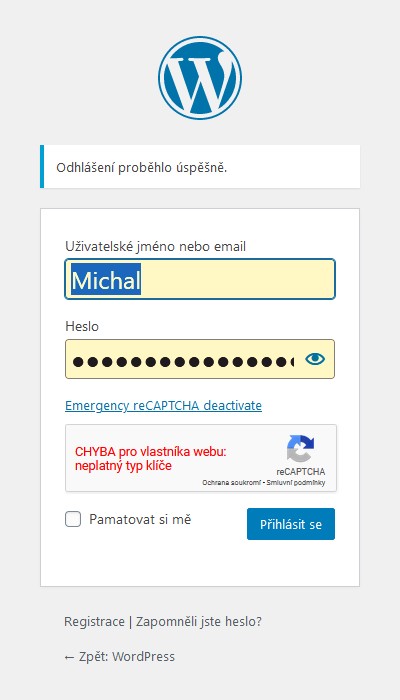 Odhlášení proběhlo úspěšně.
Uživatelské jméno nebo email
Michal
Heslo
Emergency reCAPTCHA deactivate
CHYBA pro vlastníka webu:
neplatný typ klíče
reCAPTCHA
Ochrana soukromí - Smluvní podmínky
Pamatovat si mě
Přihlásit se
Registrace | Zapomněli jste heslo?
← Zpět: WordPress